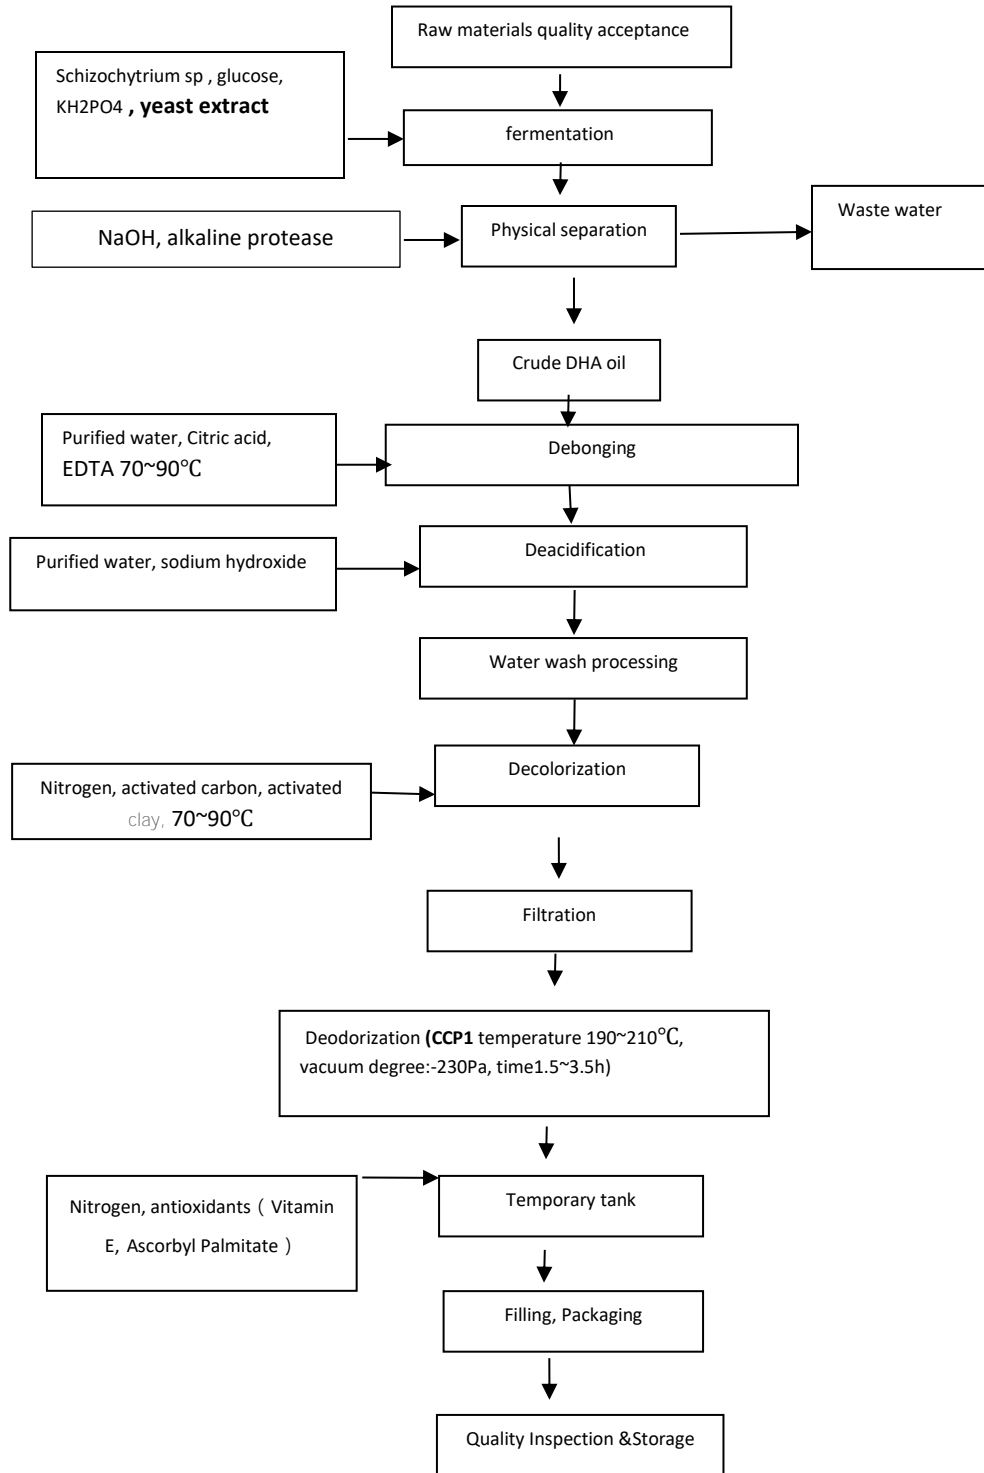 Raw materials quality acceptance
Schizochytrium sp , glucose,
KH2PO4 , yeast extract
fermentation
Waste water
NaOH, alkaline protease
Physical separation
Crude DHA oil
Purified water, Citric acid,
EDTA 70~90℃
Debonging
Purified water, sodium hydroxide
Deacidification
Water wash processing
Nitrogen, activated carbon, activated
clay, 70~90℃
Decolorization
Filtration
Deodorization (CCP1 temperature 190~210℃,
vacuum degree:-230Pa, time1.5~3.5h)
Nitrogen, antioxidants（Vitamin
E, Ascorbyl Palmitate）
Temporary tank
Filling, Packaging
Quality Inspection &Storage